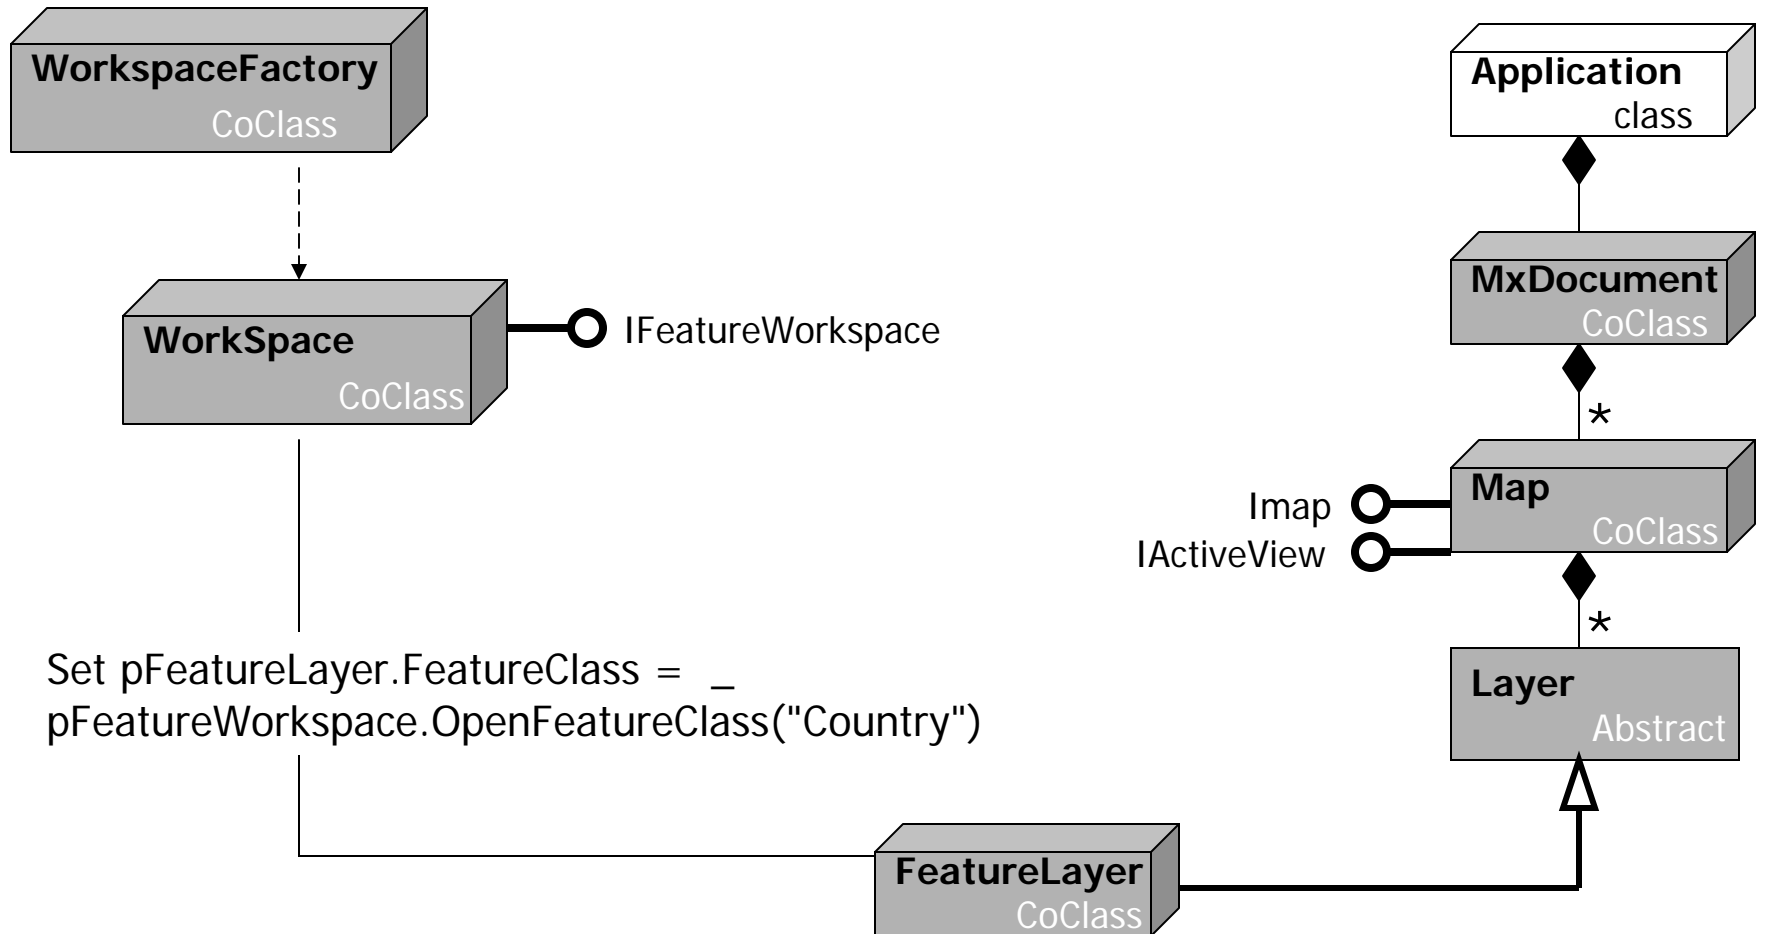 WorkspaceFactory
CoClass
Application
class
WorkSpace
CoClass
IFeatureWorkspace
MxDocument
CoClass
*
Imap
IActiveView
Map
CoClass
*
Set pFeatureLayer.FeatureClass = _
pFeatureWorkspace.OpenFeatureClass("Country")
Layer
Abstract
FeatureLayer
CoClass